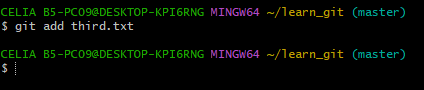 CELIA B5-PC09@DESKTOP-KPI6RNG MINGW64 ~/learn_git (master)
$ git add third.txt
CELIA B5-PC09@DESKTOP-KPI6RNG MINGW64 ~/learn_git (master)
$